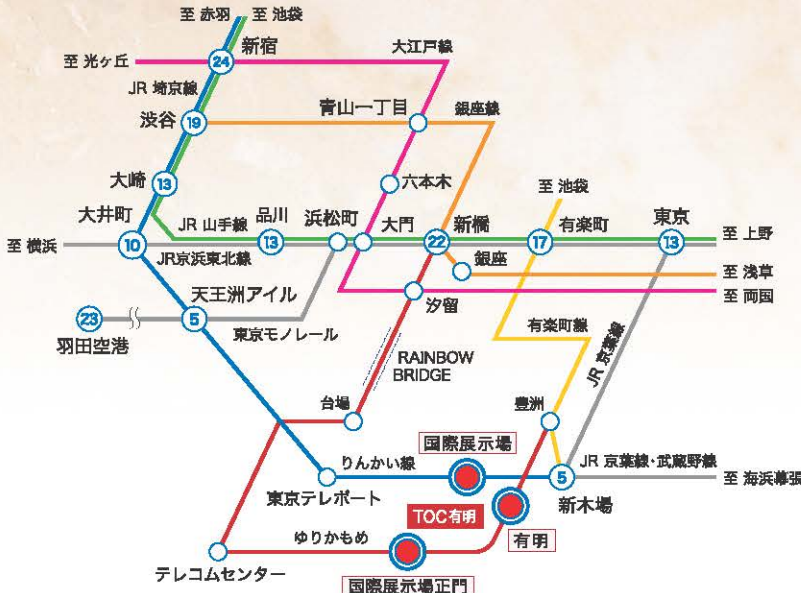 至 赤羽
至 池袋
24
新宿
至 光ヶ丘
大江戸線
JR 埼京線
渋谷
19
青山一丁目
銀座線
大崎
13
六本木
至 池袋
大井町
10
JR 山手線
品川
13
浜松町
大門
新橋
22
有楽町
17
東京
13
至 上野
至 横浜
JR京浜東北線
銀座
至 浅草
天王洲アイル
5
汐留
至 両国
23
羽田空港
東京モノレール
有楽町線
JR 京葉線
RAINBOW
BRIDGE
台場
豊洲
国際展示場
りんかい線
JR 京葉線・武蔵野線
5
至 海浜幕張
東京テレポート
新木場
TOC有明
ゆりかもめ
有明
テレコムセンター
国際展示場正門